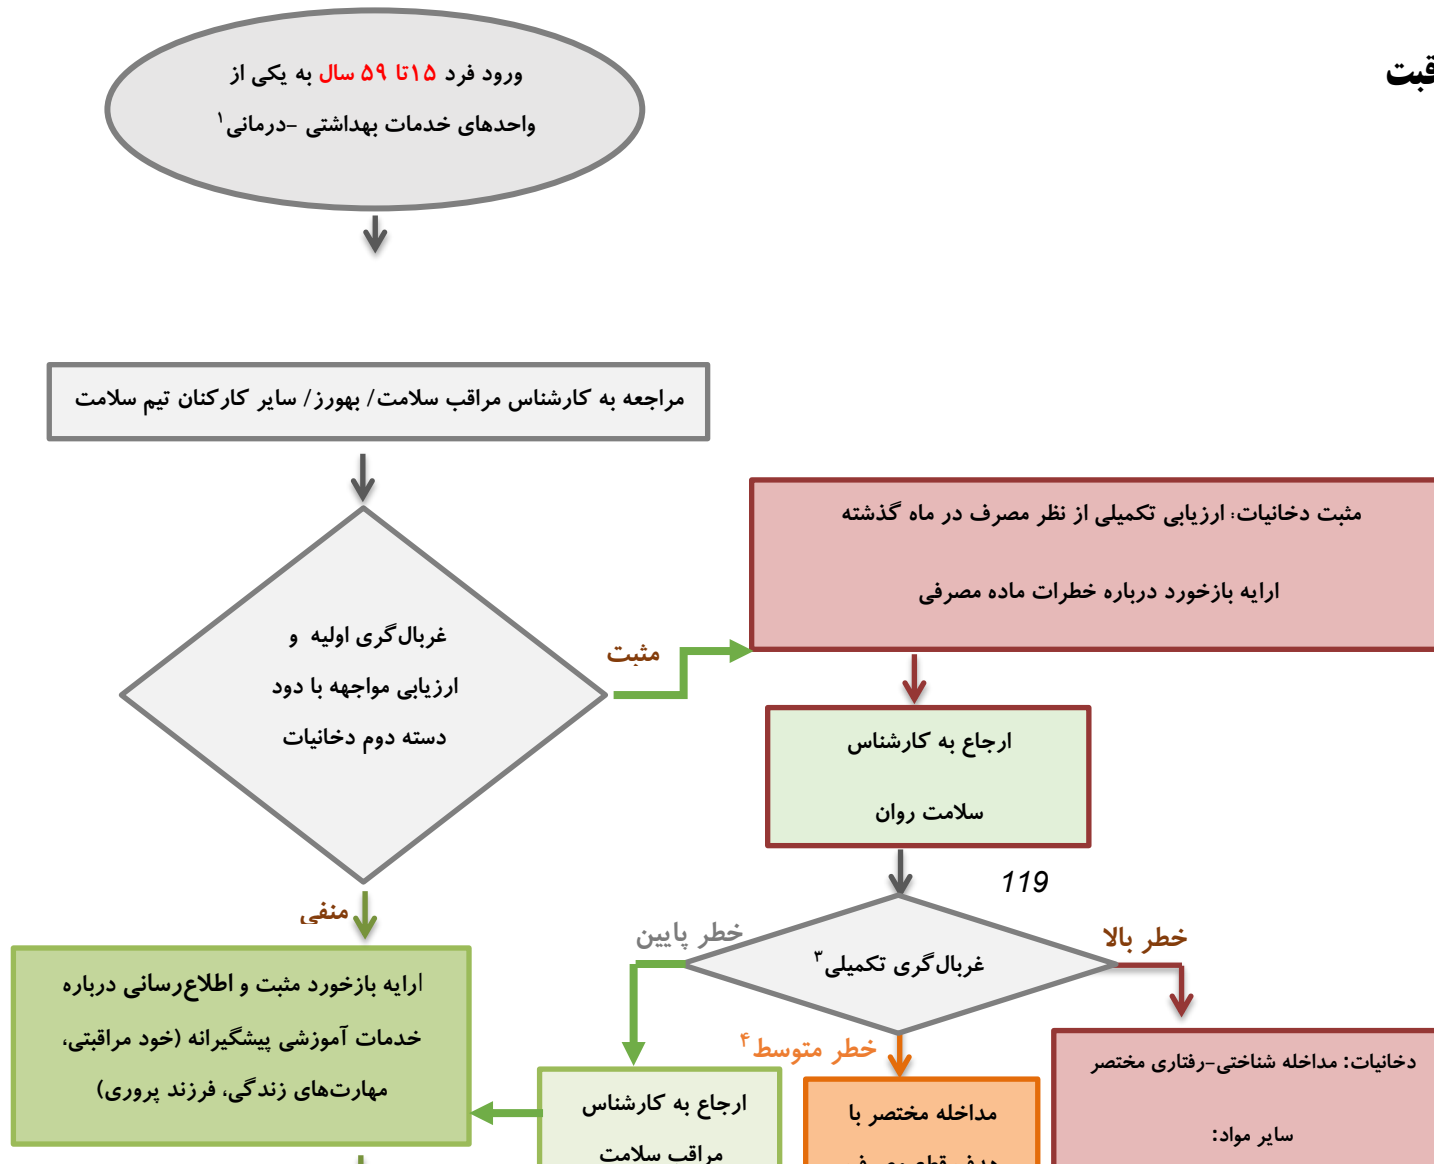 ورود فرد ۱۵تا ۵۹ سال به یکی از
واحدهای خدمات بهداشتی -درمانی۱
مراجعه به کارشناس مراقب سلامت/ بهورز/ سایر کارکنان تیم سلامت
مثبت دخانیات: ارزیابی تکمیلی از نظر مصرف در ماه گذشته
ارایه بازخورد درباره خطرات ماده مصرفی
غربال‌گری اولیه و
ارزیابی مواجهه با دود
دسته دوم دخانیات
مثبت
ارجاع به کارشناس
سلامت روان
119
منفی
خطر پایین
غربال‌گری تکمیلی۳
خطر بالا
ارایه بازخورد مثبت و اطلاع‌رسانی درباره
خدمات آموزشی پیشگیرانه (خود مراقبتی،
مهارت‌های زندگی، فرزند پروری)
خطر متوسط۴
ارجاع به کارشناس
مراقب سلامت
مداخله مختصر با
دخانیات: مداخله شناختی-رفتاری مختصر
سایر مواد: